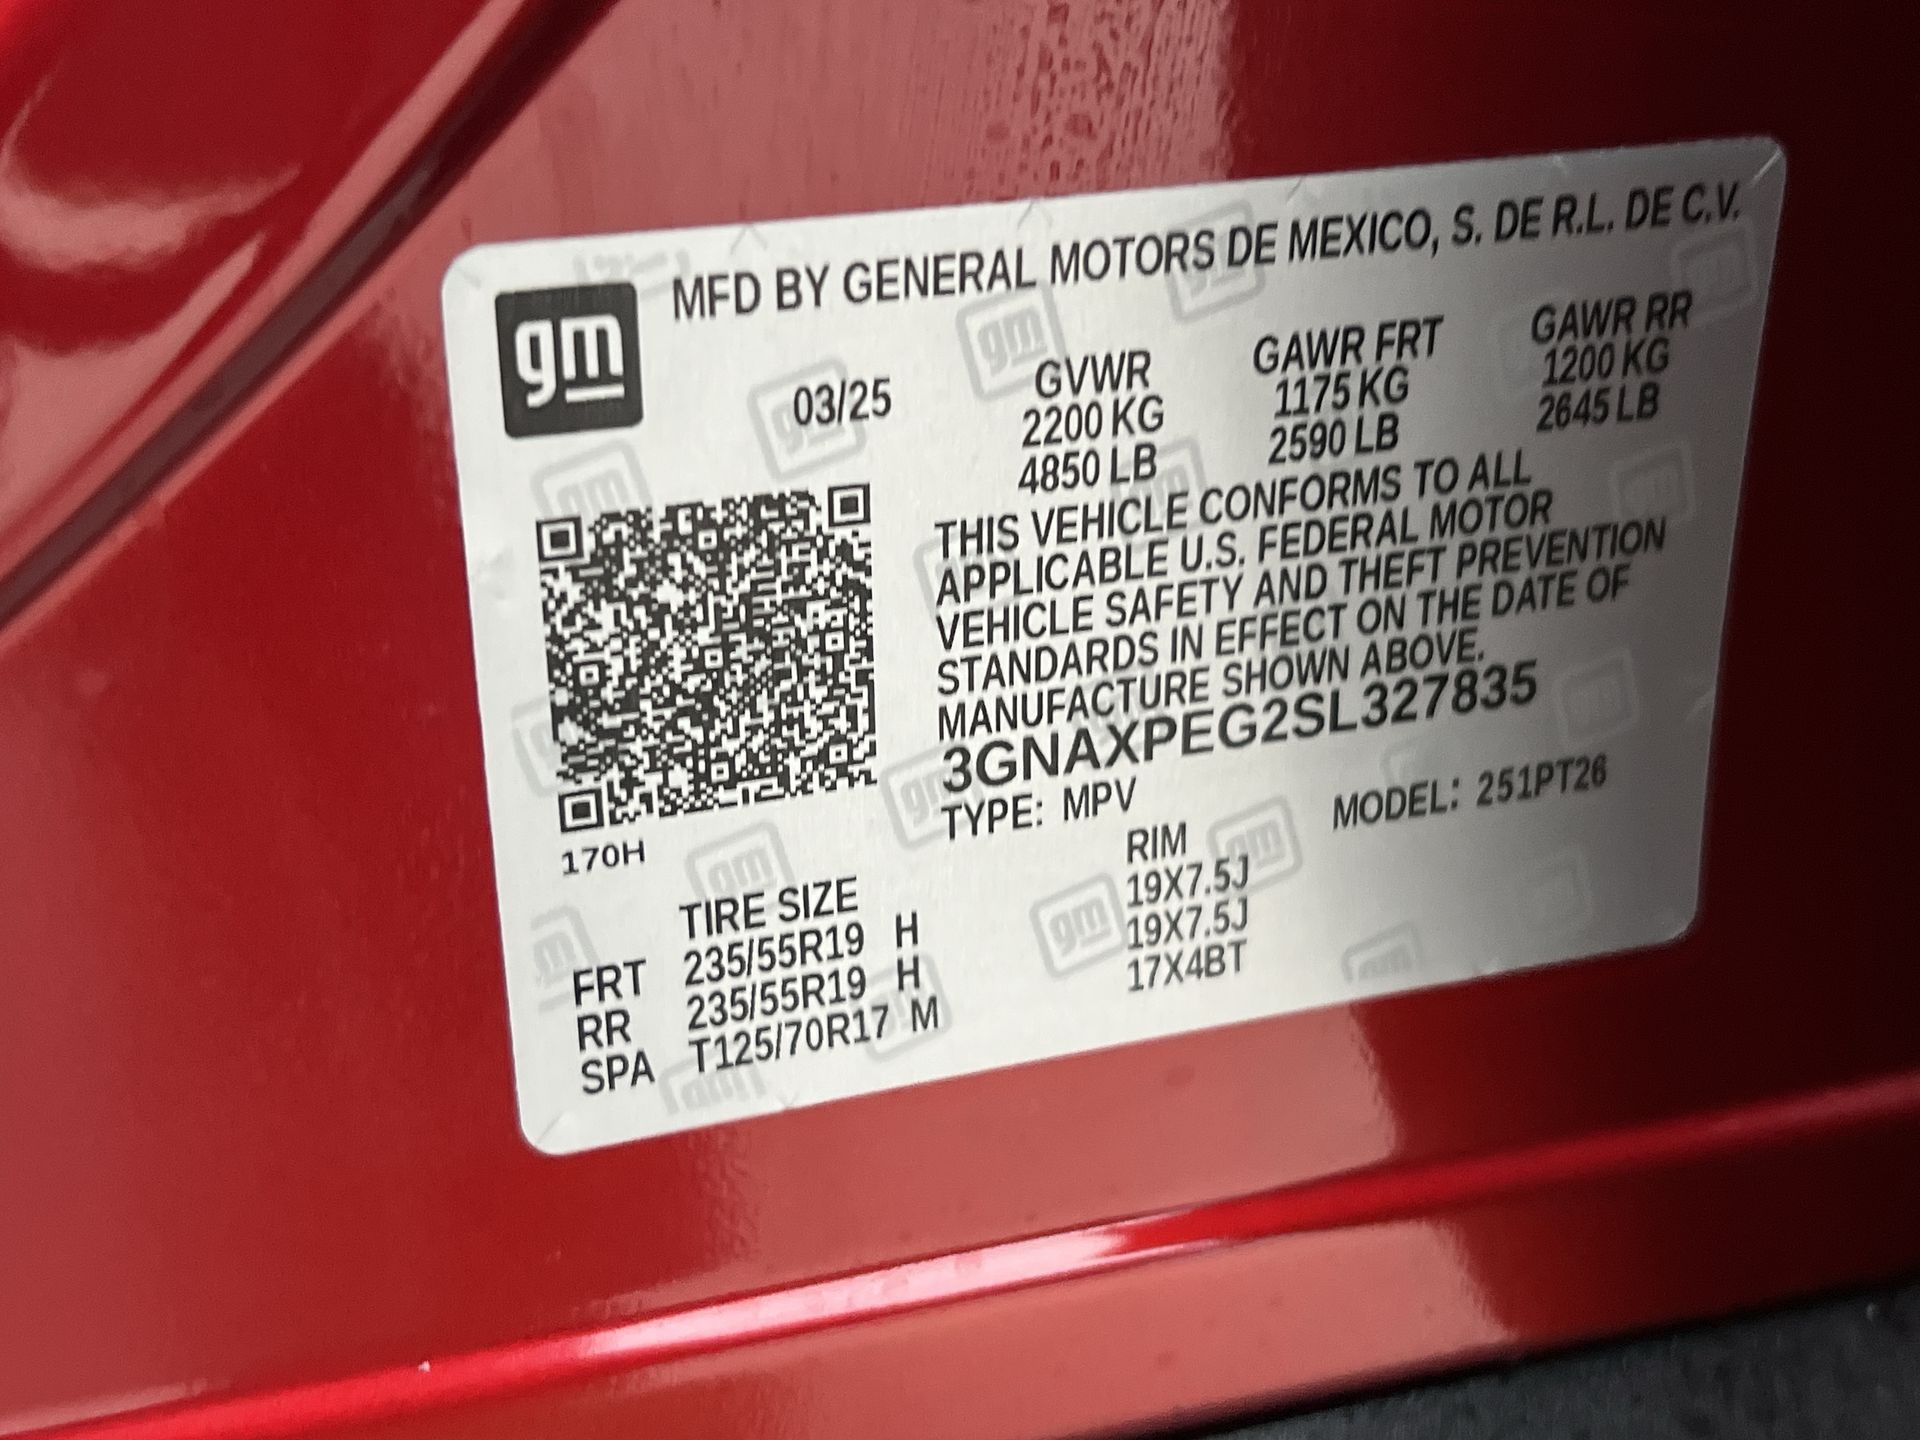 gm
MFD BY GENERAL MOTORS DE MEXICO, S. DE R.L. DE C.V.
03/25
GVWR GAWR FRT GAWR RR
2200 KG 1175 KG 1200 KG
4850 LB 2590 LB 2645 LB
THIS VEHICLE CONFORMS TO ALL
APPLICABLE U.S. FEDERAL MOTOR
VEHICLE SAFETY AND THEFT PREVENTION
STANDARDS IN EFFECT ON THE DATE OF
MANUFACTURE SHOWN ABOVE.
3GNAXPEG2SL327835
TYPE: MPV MODEL: 251PT26
170H
TIRE SIZE RIM
FRT 235/55R19 H 19X7.5J
RR 235/55R19 H 19X7.5J
SPA T125/70R17 M 17X4BT